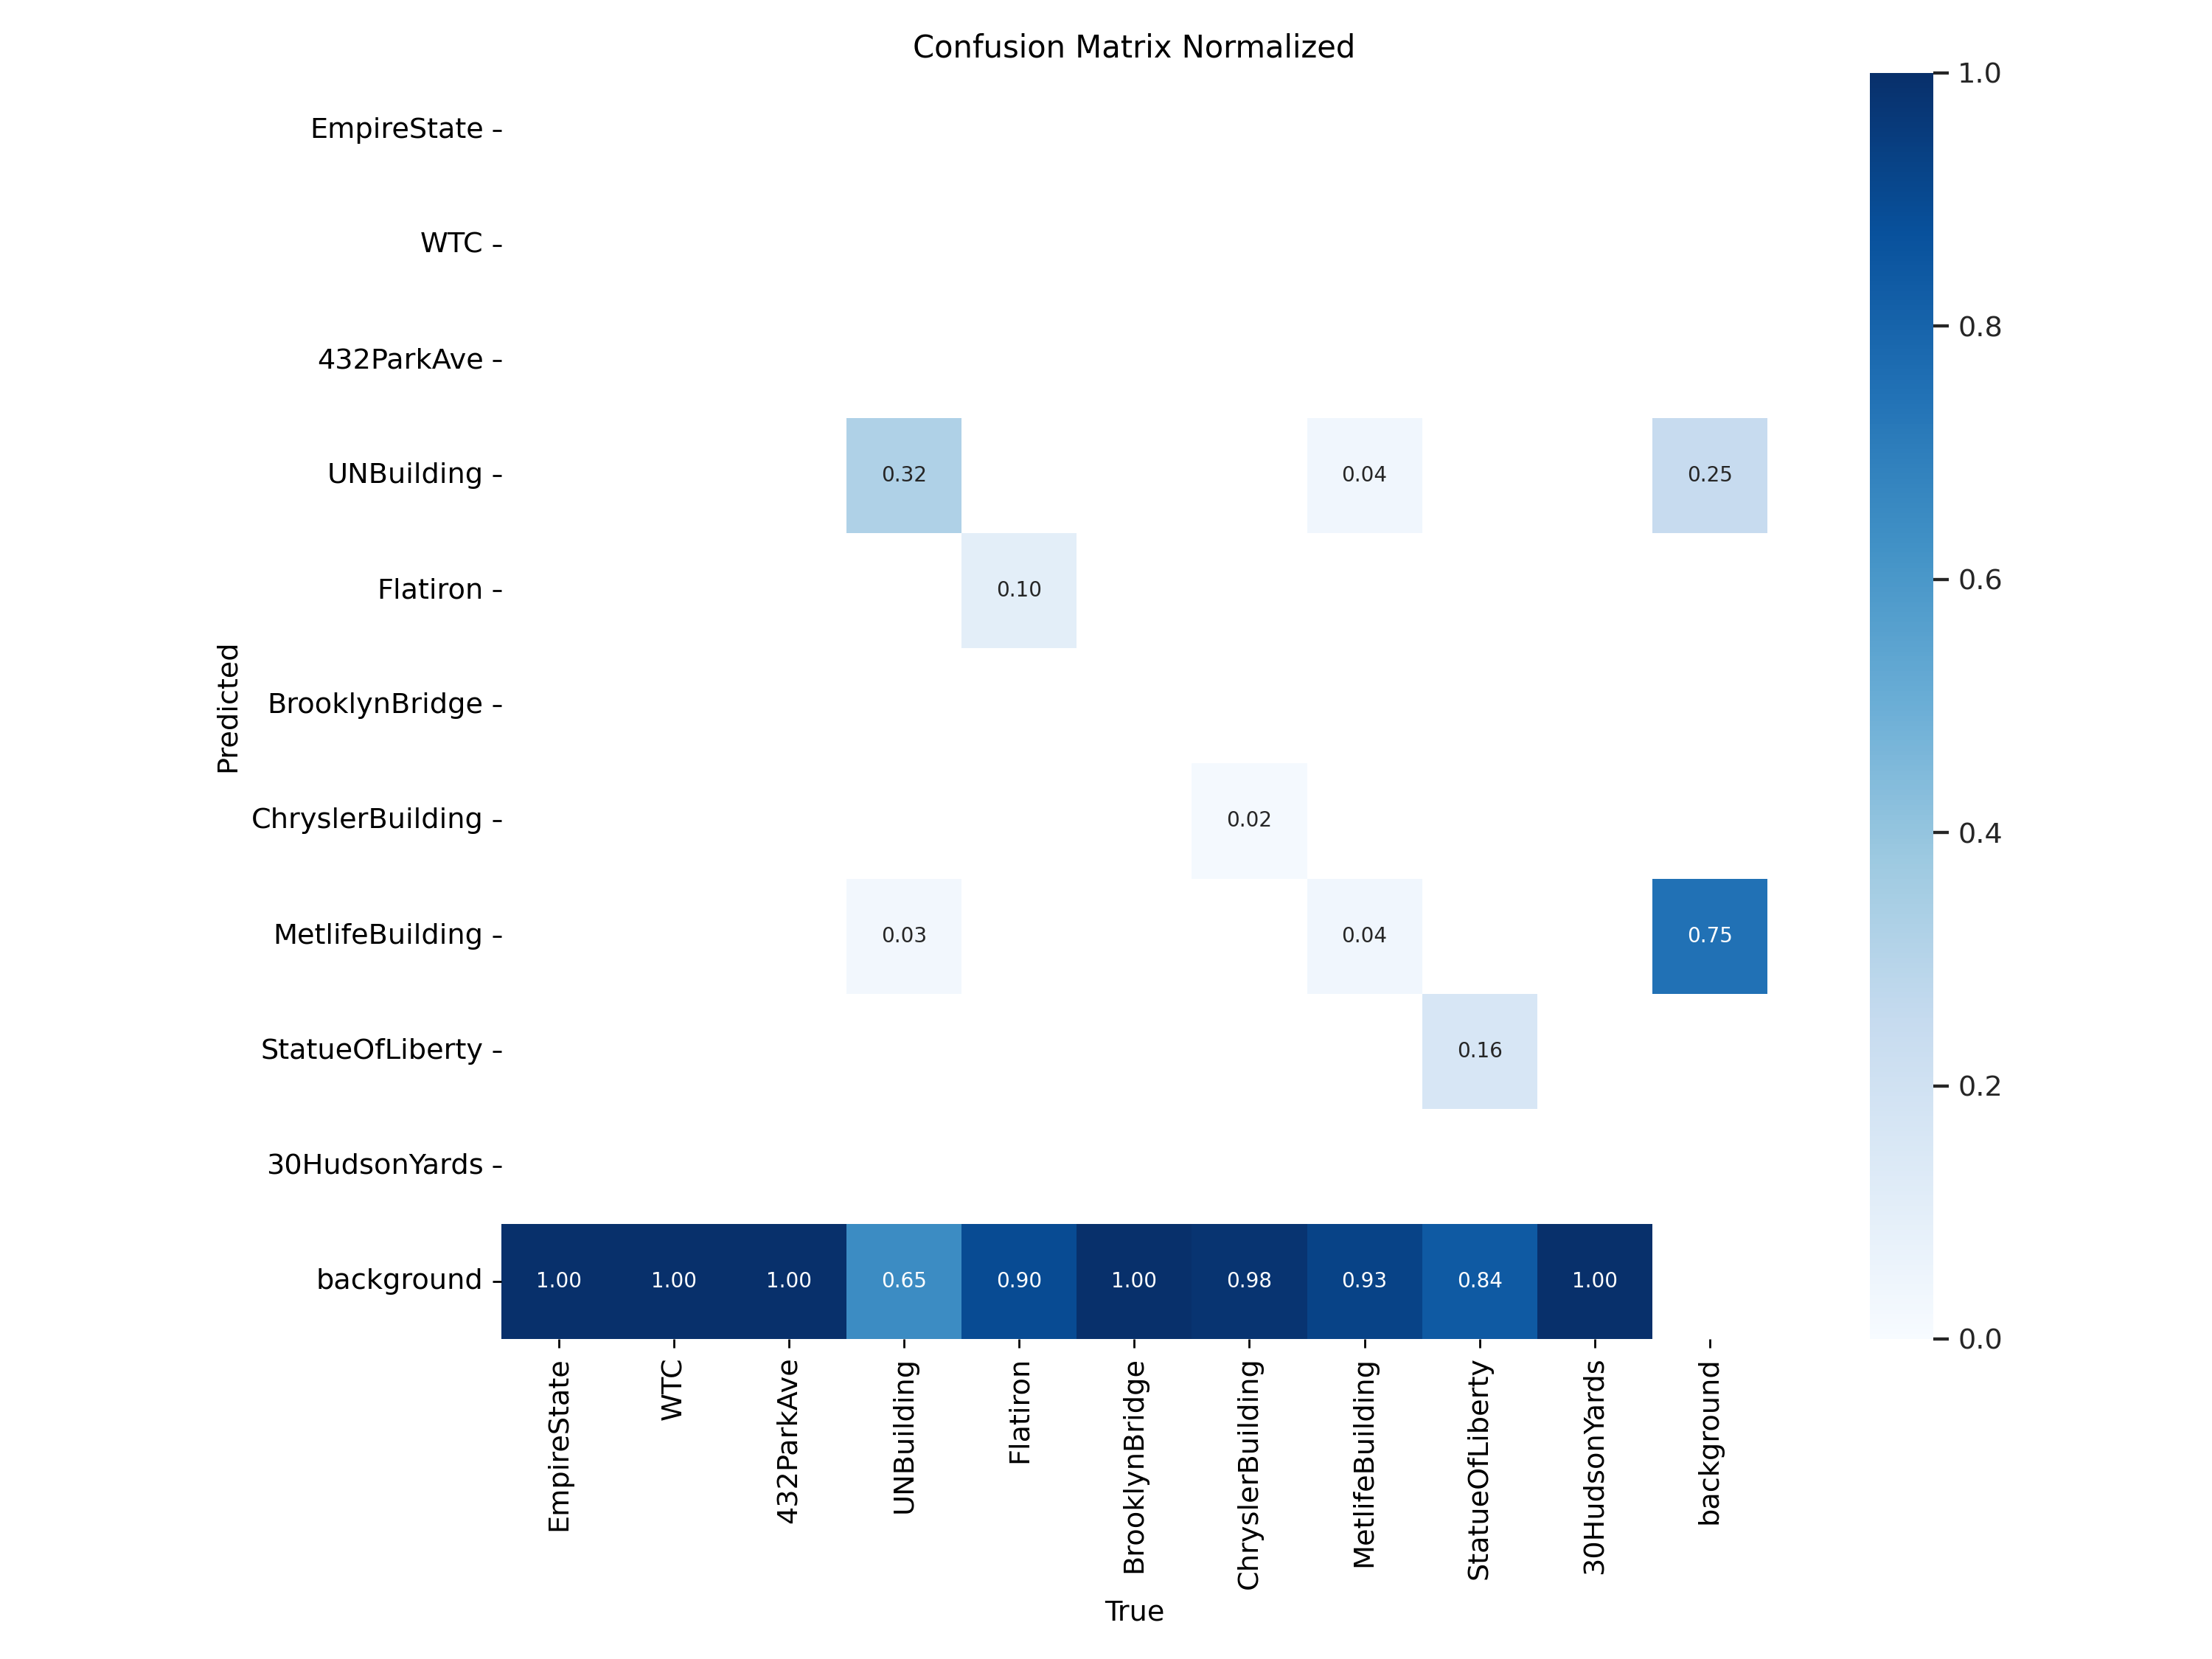 Confusion Matrix Normalized
EmpireState
WTC
432ParkAve
UNBuilding
Flatiron
BrooklynBridge
ChryslerBuilding
MetlifeBuilding
StatueOfLiberty
30HudsonYards
background
Predicted
0.32 0.04 0.25
0.10
0.02
0.03 0.04 0.75
0.16
1.00 1.00 1.00 0.65 0.90 1.00 0.98 0.93 0.84 1.00
EmpireState
WTC
432ParkAve
UNBuilding
Flatiron
BrooklynBridge
ChryslerBuilding
MetlifeBuilding
StatueOfLiberty
30HudsonYards
background
True
1.0
0.8
0.6
0.4
0.2
0.0